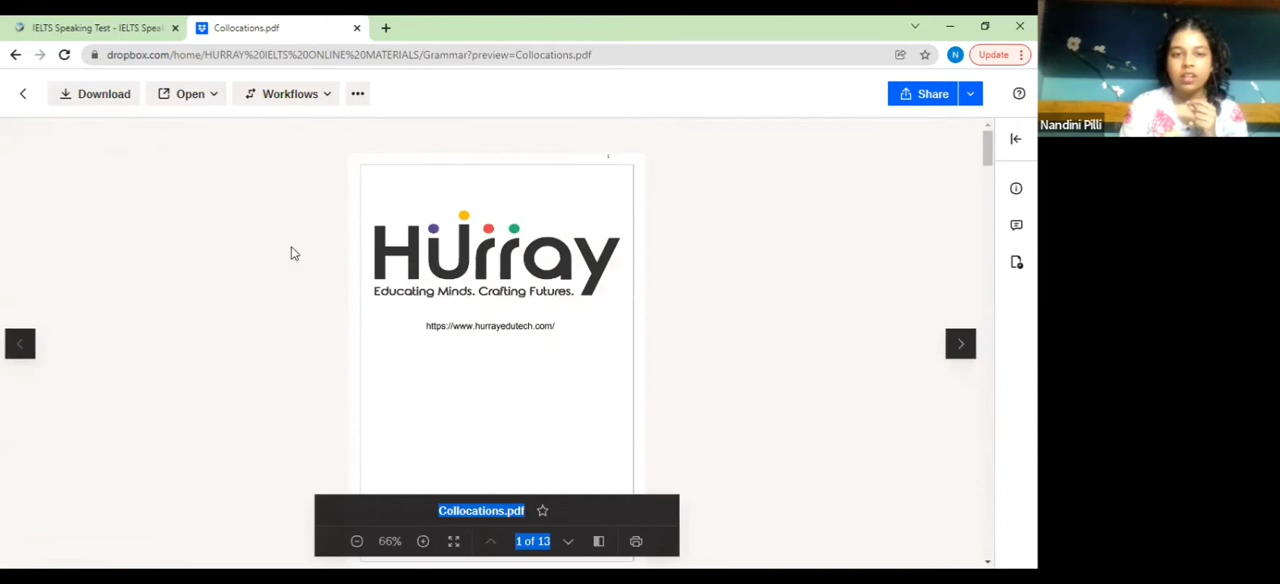 IELTS Speaking Test - IELTS Speak
Collocations.pdf
dropbox.com/home/HURRAY%20IELTS%20ONLINE%20MATERIALS/Grammar?preview=Collocations.pdf
N
Update
Download
Open
Workflows
Share
1
Hurray
Educating Minds. Crafting Futures.
https://www.hurrayedutech.com/
Collocations.pdf
66%
1 of 13
Nandini Pilli